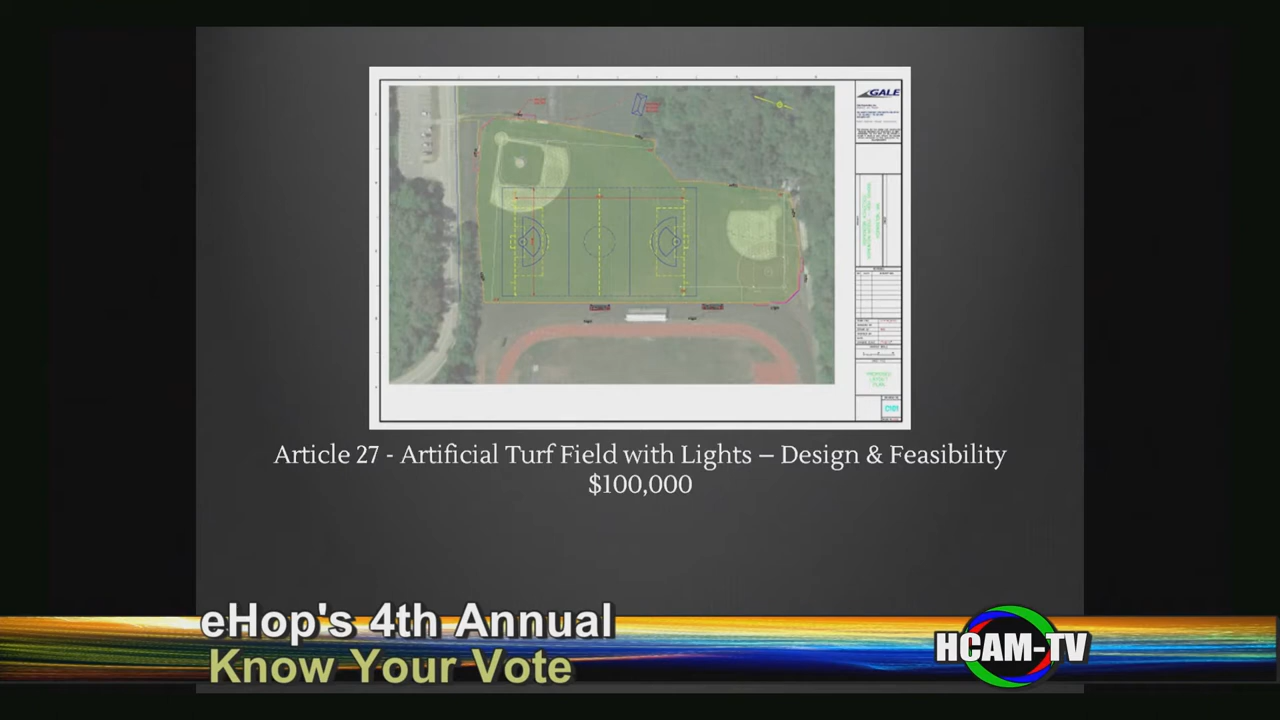 GALE
Article 27 - Artificial Turf Field with Lights – Design & Feasibility
$100,000
eHop's 4th Annual
Know Your Vote
HCAM-TV